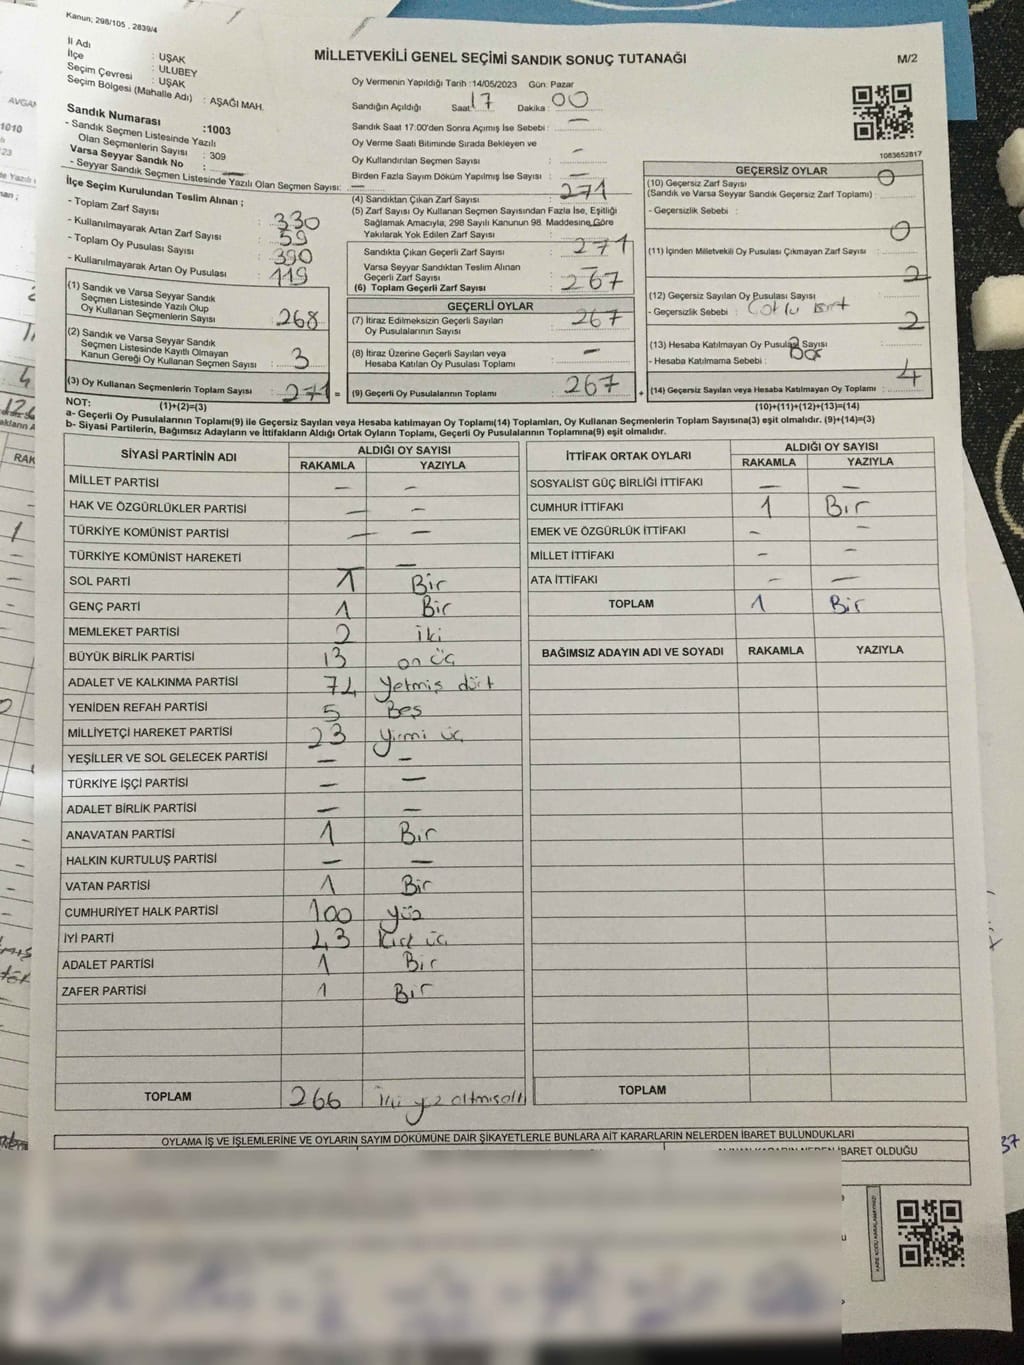 Kanun; 298/105 . 2839/4
MİLLETVEKİLİ GENEL SEÇİMİ SANDIK SONUÇ TUTANAĞI
M/2
İl Adı : UŞAK
İlçe : ULUBEY
Seçim Çevresi : UŞAK
Seçim Bölgesi (Mahalle Adı) : AŞAĞI MAH.
Sandık Numarası :1003
- Sandık Seçmen Listesinde Yazılı
Olan Seçmenlerin Sayısı : 309
Varsa Seyyar Sandık No : —
- Seyyar Sandık Seçmen Listesinde Yazılı Olan Seçmen Sayısı: —
İlçe Seçim Kurulundan Teslim Alınan ;
- Toplam Zarf Sayısı : 330
- Kullanılmayarak Artan Zarf Sayısı : 59
- Toplam Oy Pusulası Sayısı : 390
- Kullanılmayarak Artan Oy Pusulası : 119
(1) Sandık ve Varsa Seyyar Sandık
Seçmen Listesinde Yazılı Olup
Oy Kullanan Seçmenlerin Sayısı : 268
(2) Sandık ve Varsa Seyyar Sandık
Seçmen Listesinde Kayıtlı Olmayan
Kanun Gereği Oy Kullanan Seçmen Sayısı : 3
(3) Oy Kullanan Seçmenlerin Toplam Sayısı : 271 =
Oy Vermenin Yapıldığı Tarih :14/05/2023 Gün: Pazar
Sandığın Açıldığı Saat: 17 Dakika: 00
Sandık Saat 17:00'den Sonra Açımış İse Sebebi : —
Oy Verme Saati Bitiminde Sırada Bekleyen ve
Oy Kullandırılan Seçmen Sayısı : —
Birden Fazla Sayım Döküm Yapılmış İse Sayısı : —
(4) Sandıktan Çıkan Zarf Sayısı : 271
(5) Zarf Sayısı Oy Kullanan Seçmen Sayısından Fazla İse, Eşitliği
Sağlamak Amacıyla; 298 Sayılı Kanunun 98. Maddesine Göre
Yakılarak Yok Edilen Zarf Sayısı : —
Sandıkta Çıkan Geçerli Zarf Sayısı : 271
Varsa Seyyar Sandıktan Teslim Alınan
Geçerli Zarf Sayısı : —
(6) Toplam Geçerli Zarf Sayısı : 267
GEÇERLİ OYLAR
(7) İtiraz Edilmeksizin Geçerli Sayılan
Oy Pusulalarının Sayısı : 267
(8) İtiraz Üzerine Geçerli Sayılan veya
Hesaba Katılan Oy Pusulası Toplamı : —
(9) Geçerli Oy Pusulalarının Toplamı : 267 +
1083652817
GEÇERSİZ OYLAR
(10) Geçersiz Zarf Sayısı : 0
(Sandık ve Varsa Seyyar Sandık Geçersiz Zarf Toplamı) :
- Geçersizlik Sebebi :
(11) İçinden Milletvekili Oy Pusulası Çıkmayan Zarf Sayısı : 0
(12) Geçersiz Sayılan Oy Pusulası Sayısı : 2
- Geçersizlik Sebebi :
(13) Hesaba Katılmayan Oy Pusulası Sayısı : 2
- Hesaba Katılmama Sebebi : Boş
(14) Geçersiz Sayılan veya Hesaba Katılmayan Oy Toplamı : 4
NOT: (1)+(2)=(3)
(10)+(11)+(12)+(13)=(14)
a- Geçerli Oy Pusulalarının Toplamı(9) ile Geçersiz Sayılan veya Hesaba katılmayan Oy Toplamı(14) Toplamları, Oy Kullanan Seçmenlerin Toplam Sayısına(3) eşit olmalıdır. (9)+(14)=(3)
b- Siyasi Partilerin, Bağımsız Adayların ve İttifakların Aldığı Ortak Oyların Toplamı, Geçerli Oy Pusulalarının Toplamına(9) eşit olmalıdır.
SİYASİ PARTİNİN ADI ALDIĞI OY SAYISI
RAKAMLA YAZIYLA
MİLLET PARTİSİ — —
HAK VE ÖZGÜRLÜKLER PARTİSİ — —
TÜRKİYE KOMÜNİST PARTİSİ — —
TÜRKİYE KOMÜNİST HAREKETİ — —
SOL PARTİ 1 Bir
GENÇ PARTİ 1 Bir
MEMLEKET PARTİSİ 2 iki
BÜYÜK BİRLİK PARTİSİ 13 on üç
ADALET VE KALKINMA PARTİSİ 74 Yetmiş dört
YENİDEN REFAH PARTİSİ 5 Beş
MİLLİYETÇİ HAREKET PARTİSİ 23 Yirmi üç
YEŞİLLER VE SOL GELECEK PARTİSİ — —
TÜRKİYE İŞÇİ PARTİSİ — —
ADALET BİRLİK PARTİSİ — —
ANAVATAN PARTİSİ 1 Bir
HALKIN KURTULUŞ PARTİSİ — —
VATAN PARTİSİ 1 Bir
CUMHURİYET HALK PARTİSİ 100 yüz
İYİ PARTİ 43 Kırk üç
ADALET PARTİSİ 1 Bir
ZAFER PARTİSİ 1 Bir
TOPLAM 266 iki yüz altmışaltı
İTTİFAK ORTAK OYLARI ALDIĞI OY SAYISI
RAKAMLA YAZIYLA
SOSYALİST GÜÇ BİRLİĞİ İTTİFAKI — —
CUMHUR İTTİFAKI 1 Bir
EMEK VE ÖZGÜRLÜK İTTİFAKI — —
MİLLET İTTİFAKI — —
ATA İTTİFAKI — —
TOPLAM 1 Bir
BAĞIMSIZ ADAYIN ADI VE SOYADI RAKAMLA YAZIYLA
TOPLAM
OYLAMA İŞ VE İŞLEMLERİNE VE OYLARIN SAYIM DÖKÜMÜNE DAİR ŞİKAYETLERLE BUNLARA AİT KARARLARIN NELERDEN İBARET BULUNDUKLARI
İBARET OLDUĞU
37